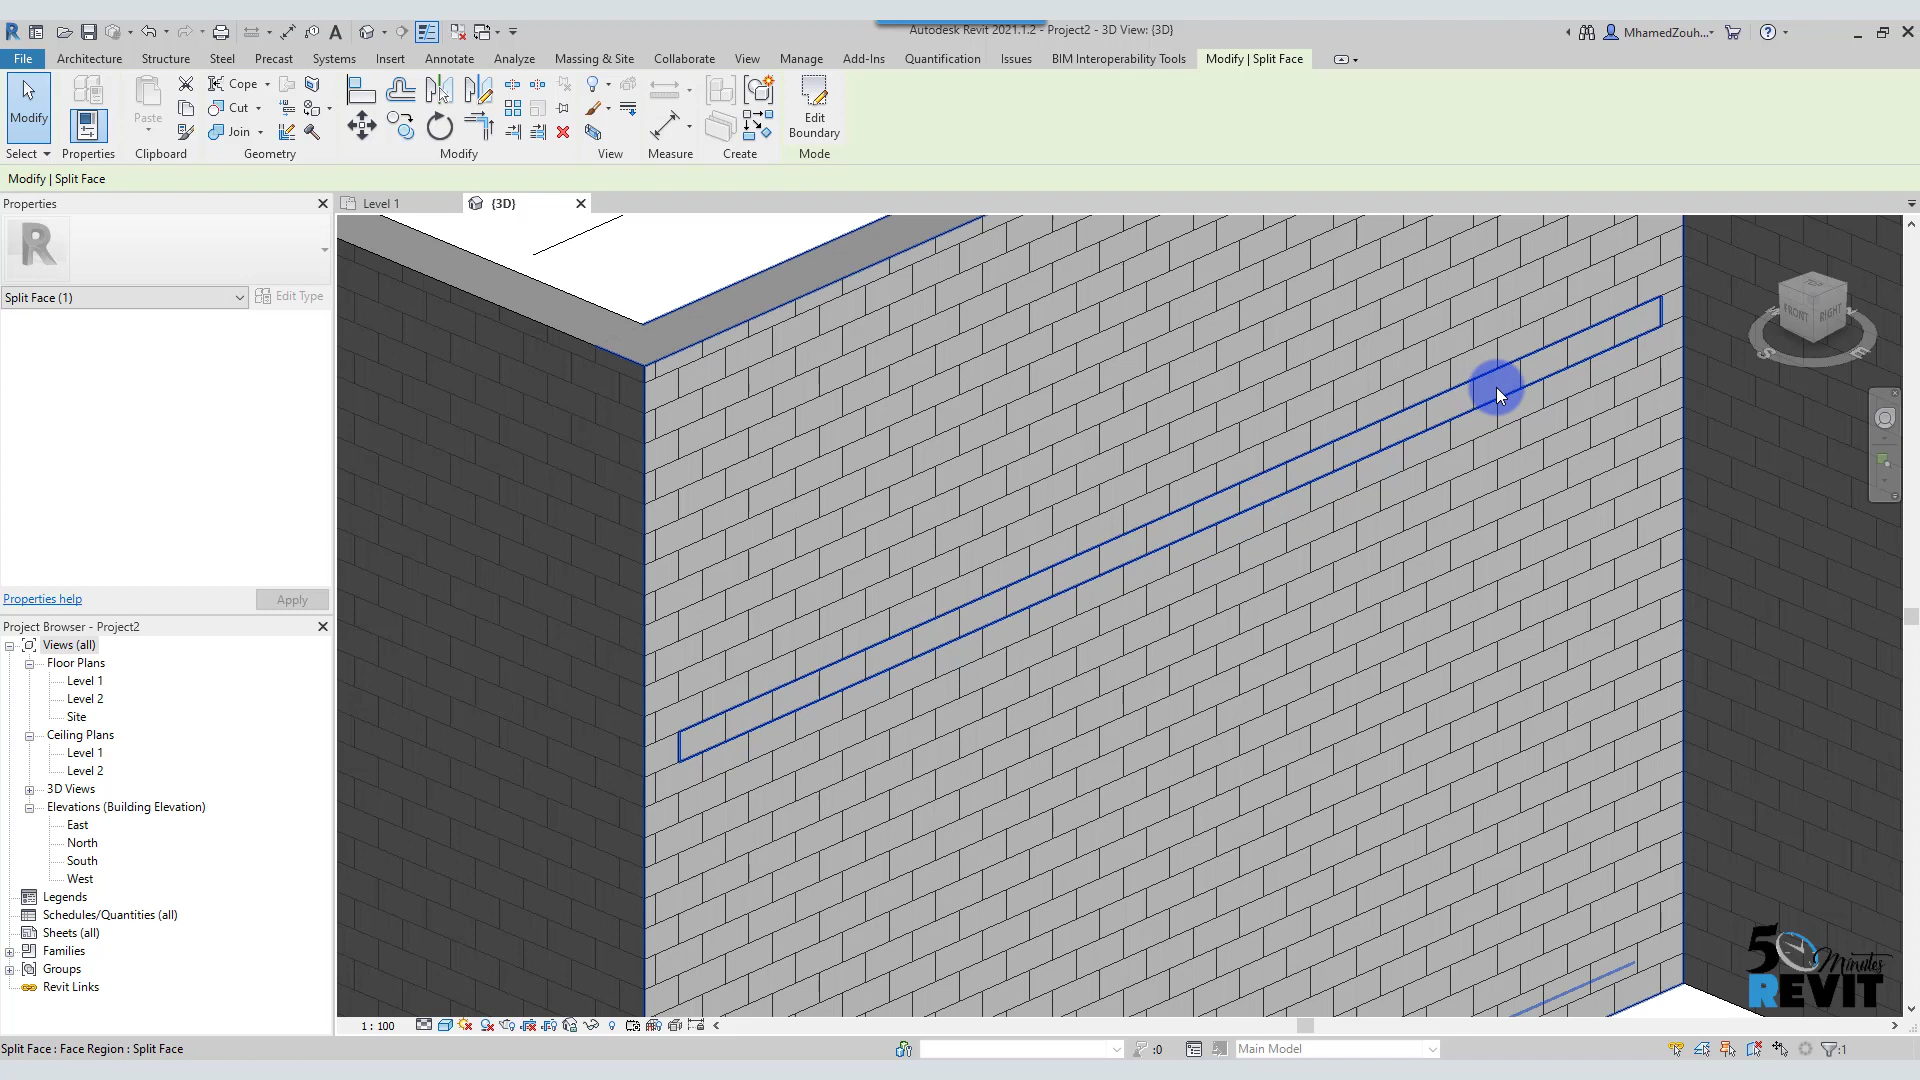 Autodesk Revit 2021.1.2 - Project2 - 3D View: {3D}
MhamedZouh...
File Architecture Structure Steel Precast Systems Insert Annotate Analyze Massing & Site Collaborate View Manage Add-Ins Quantification Issues BIM Interoperability Tools Modify | Split Face
Modify
Paste
Cope
Cut
Join
Edit
Boundary
Select Properties Clipboard Geometry Modify View Measure Create Mode
Modify | Split Face
Properties
Level 1
{3D}
Split Face (1)
Edit Type
Properties help
Apply
Project Browser - Project2
Views (all)
Floor Plans
Level 1
Level 2
Site
Ceiling Plans
Level 1
Level 2
3D Views
Elevations (Building Elevation)
East
North
South
West
Legends
Schedules/Quantities (all)
Sheets (all)
Families
Groups
Revit Links
TOP
FRONT
RIGHT
S
E
5 Minutes
REVIT
1 : 100
Split Face : Face Region : Split Face
:0
Main Model
:1